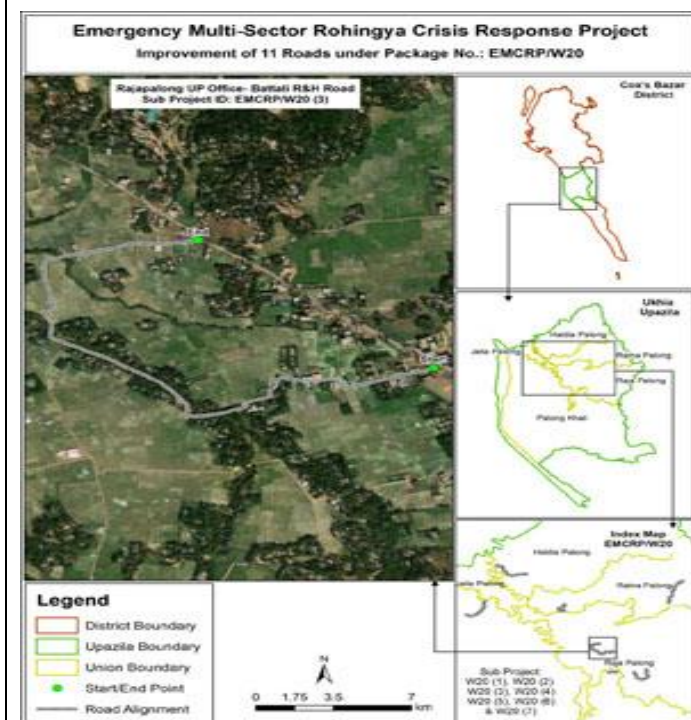 Emergency Multi-Sector Rohingya Crisis Response Project
Improvement of 11 Roads under Package No.: EMCRP/W20
Rajapalong UP Office- Battali R&H Road
Sub Project ID: EMCRP/W20 (3)
Cox's Bazar
District
Ukhia
Upazila
Haldia Palong
Jalia Palong
Ratna Palong
Raja Palong
Palong Khali
Index Map
EMCRP/W20
Haldia Palong
Jalia Palong
Ratna Palong
Raja Palong
Sub Project:
W20 (1), W20 (2)
W20 (3), W20 (4)
W20 (5), W20 (6)
& W20 (7)
Legend
District Boundary
Upazila Boundary
Union Boundary
Start/End Point
Road Alignment
N
0 1.75 3.5 7
km